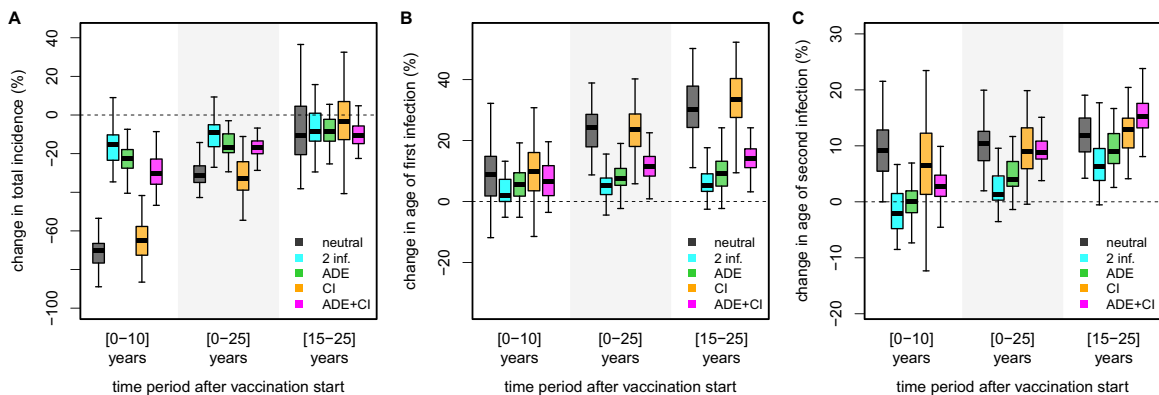 A
change in total incidence (%)
40
20
0
−20
−60
−100
neutral
2 inf.
ADE
CI
ADE+CI
[0−10] years
[0−25] years
[15−25] years
time period after vaccination start
B
change in age of first infection (%)
40
20
0
−20
neutral
2 inf.
ADE
CI
ADE+CI
[0−10] years
[0−25] years
[15−25] years
time period after vaccination start
C
change in age of second infection (%)
30
20
10
0
−10
−20
neutral
2 inf.
ADE
CI
ADE+CI
[0−10] years
[0−25] years
[15−25] years
time period after vaccination start